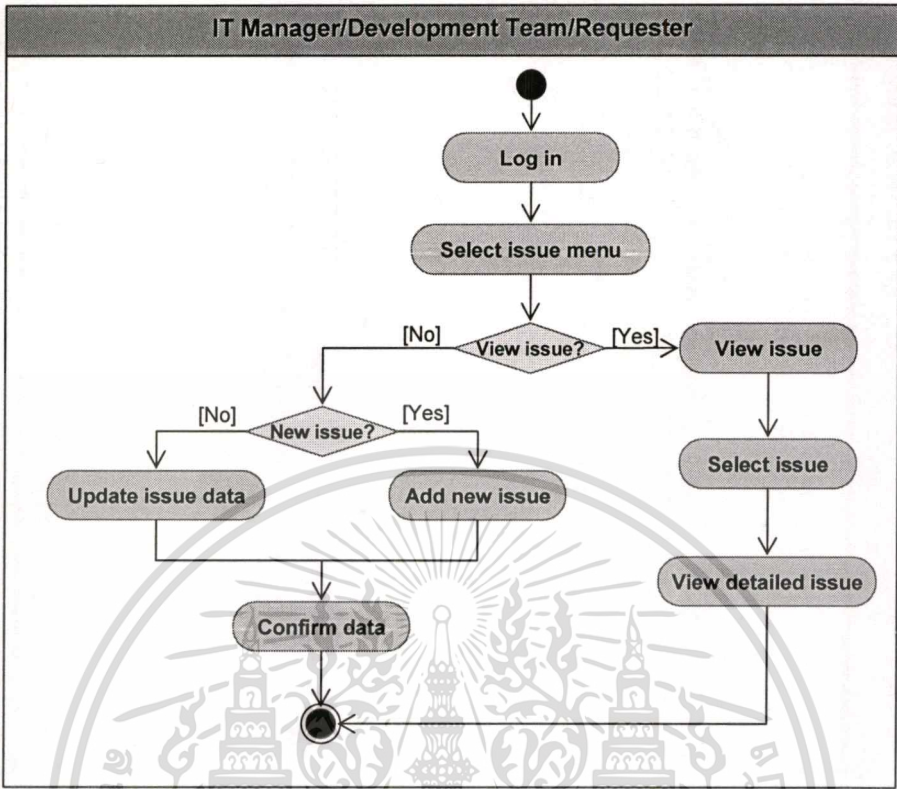 IT Manager/Development Team/Requester
Log in
Select issue menu
[No] View issue? [Yes] View issue
[No] New issue? [Yes]
Select issue
Update issue data Add new issue
View detailed issue
Confirm data